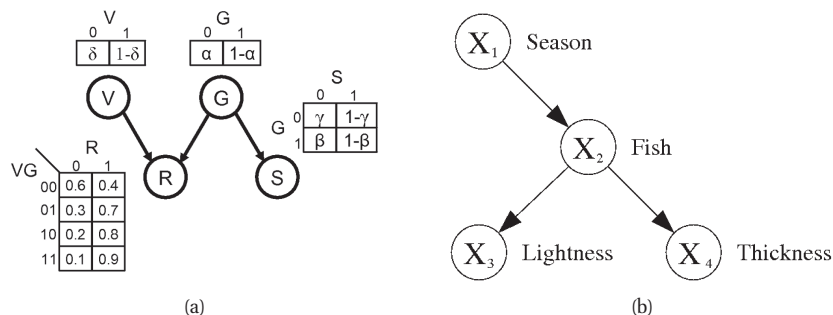 V
0 1
δ 1-δ
G
0 1
α 1-α
V
G
S
0 1
G
0 γ 1-γ
1 β 1-β
R
S
R
0 1
VG
00 0.6 0.4
01 0.3 0.7
10 0.2 0.8
11 0.1 0.9
(a)
X₁ Season
X₂ Fish
X₃ Lightness
X₄ Thickness
(b)